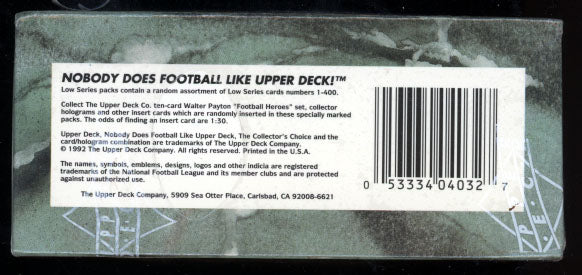 NOBODY DOES FOOTBALL LIKE UPPER DECK!™
Low Series packs contain a random assortment of Low Series cards numbers 1-400.
Collect The Upper Deck Co. ten-card Walter Payton "Football Heroes" set, collector
holograms and other insert cards which are randomly inserted in these specially marked
packs. The odds of finding an insert card are 1:30.
Upper Deck, Nobody Does Football Like Upper Deck, The Collector's Choice and the
card/hologram combination are trademarks of The Upper Deck Company.
© 1992 The Upper Deck Company. All rights reserved. Printed in the U.S.A.
The names, symbols, emblems, designs, logos and other indicia are registered
trademarks of the National Football League and its member clubs and are protected
against unauthorized use.
The Upper Deck Company, 5909 Sea Otter Place, Carlsbad, CA 92008-6621
0 53334 04032 7